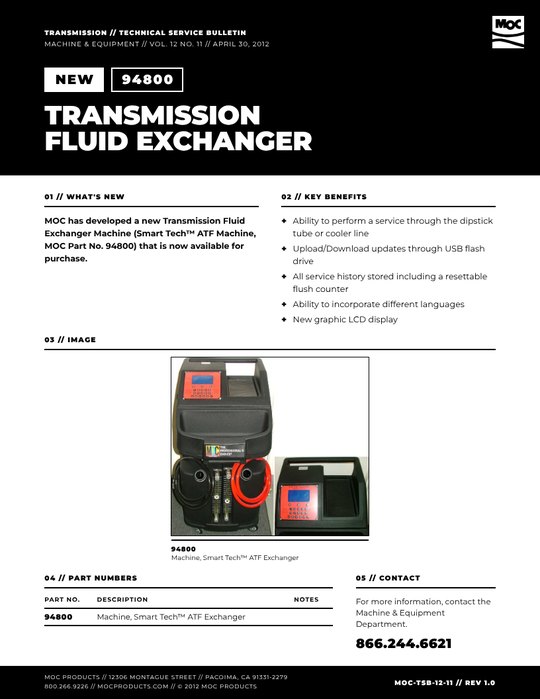 TRANSMISSION // TECHNICAL SERVICE BULLETIN
MACHINE & EQUIPMENT // VOL. 12 NO. 11 // APRIL 30, 2012
MOC
NEW 94800
TRANSMISSION
FLUID EXCHANGER
01 // WHAT'S NEW
MOC has developed a new Transmission Fluid
Exchanger Machine (Smart Tech™ ATF Machine,
MOC Part No. 94800) that is now available for
purchase.
02 // KEY BENEFITS
✦ Ability to perform a service through the dipstick
tube or cooler line
✦ Upload/Download updates through USB flash
drive
✦ All service history stored including a resettable
flush counter
✦ Ability to incorporate different languages
✦ New graphic LCD display
03 // IMAGE
94800
Machine, Smart Tech™ ATF Exchanger
04 // PART NUMBERS
PART NO. DESCRIPTION NOTES
94800 Machine, Smart Tech™ ATF Exchanger
05 // CONTACT
For more information, contact the
Machine & Equipment
Department.
866.244.6621
MOC PRODUCTS // 12306 MONTAGUE STREET // PACOIMA, CA 91331-2279
800.266.9226 // MOCPRODUCTS.COM // © 2012 MOC PRODUCTS
MOC-TSB-12-11 // REV 1.0